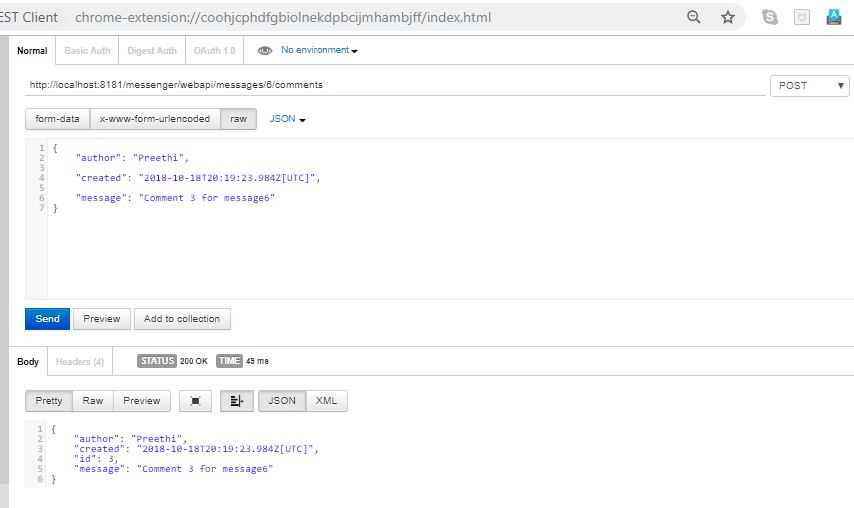 EST Client chrome-extension://coohjcphdfgbiolnekdpbcijmhambjff/index.html
Normal Basic Auth Digest Auth OAuth 1.0 No environment
http://localhost:8181/messenger/webapi/messages/6/comments POST
form-data x-www-form-urlencoded raw JSON
1 {
2 "author": "Preethi",
3
4 "created": "2018-10-18T20:19:23.984Z[UTC]",
5
6 "message": "Comment 3 for message6"
7 }
Send Preview Add to collection
Body Headers (4) STATUS 200 OK TIME 49 ms
Pretty Raw Preview JSON XML
1 {
2 "author": "Preethi",
3 "created": "2018-10-18T20:19:23.984Z[UTC]",
4 "id": 3,
5 "message": "Comment 3 for message6"
6 }